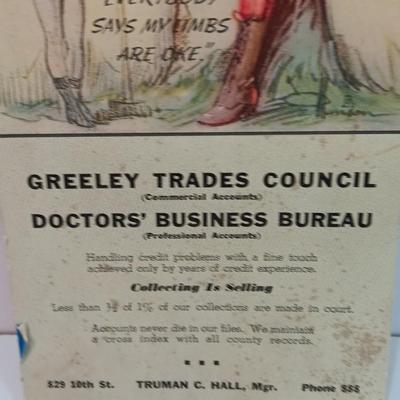 EVERYBODY
SAYS MY LIMBS
ARE OKE."
GREELEY TRADES COUNCIL
(Commercial Accounts)
DOCTORS' BUSINESS BUREAU
(Professional Accounts)
Handling credit problems with a fine touch
achieved only by years of credit experience.
Collecting Is Selling
Less than ½ of 1% of our collections are made in court.
Accounts never die in our files. We maintain
a cross index with all county records.
829 10th St. TRUMAN C. HALL, Mgr. Phone 888